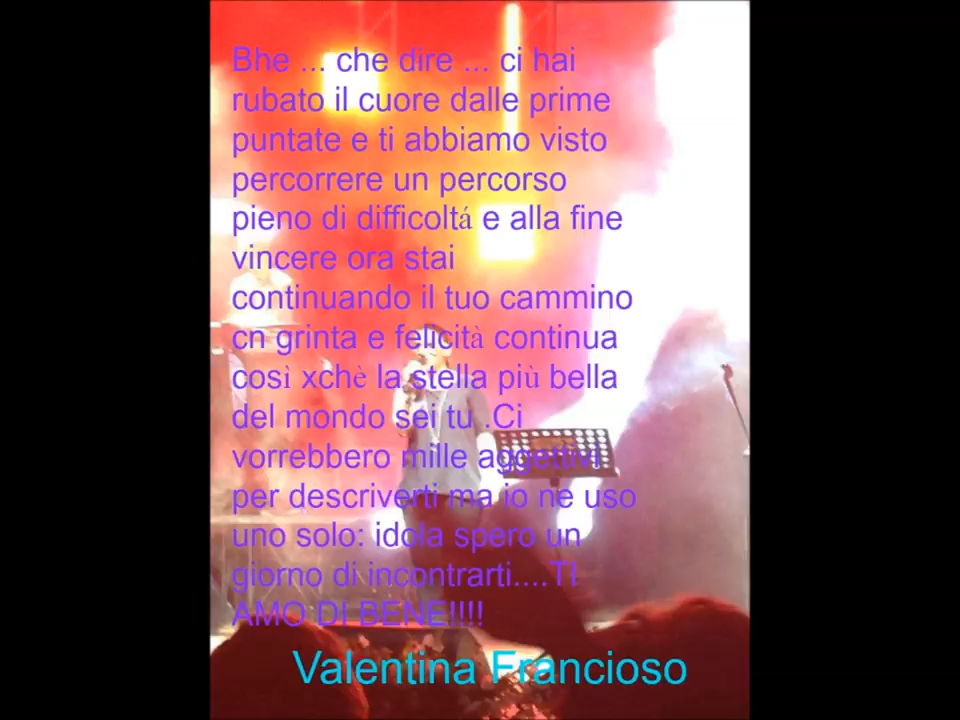 Bhe ... che dire ... ci hai
rubato il cuore dalle prime
puntate e ti abbiamo visto
percorrere un percorso
pieno di difficoltá e alla fine
vincere ora stai
continuando il tuo cammino
cn grinta e felicità continua
così xchè la stella più bella
del mondo sei tu .Ci
vorrebbero mille aggettivi
per descriverti ma io ne uso
uno solo: idola spero un
giorno di incontrarti....TI
AMO DI BENE!!!!
Valentina Francioso